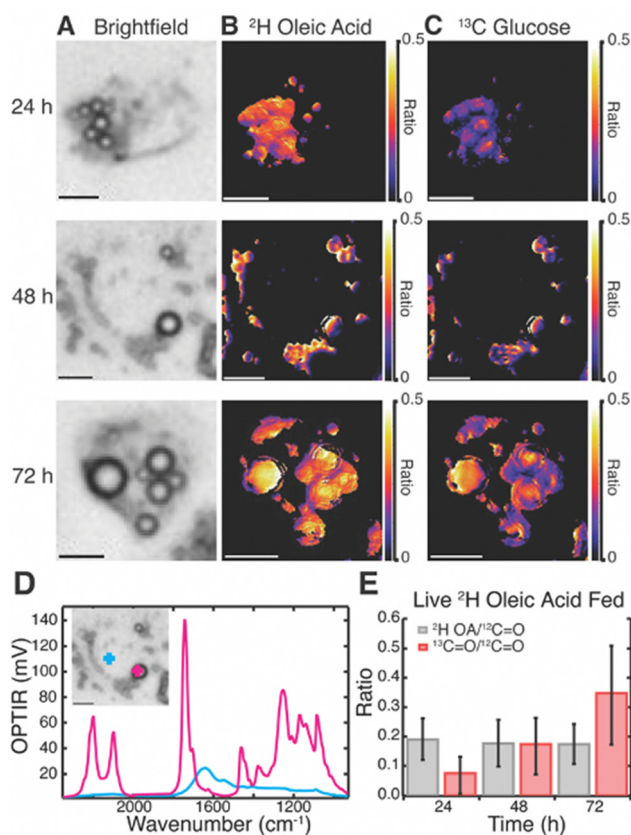 A Brightfield B ²H Oleic Acid C ¹³C Glucose
24 h
0.5
Ratio
0
0.5
Ratio
0
48 h
0.5
Ratio
0
0.5
Ratio
0
72 h
0.5
Ratio
0
0.5
Ratio
0
D
OPTIR (mV)
140
120
100
80
60
40
20
2000 1600 1200
Wavenumber (cm⁻¹)
E Live ²H Oleic Acid Fed
²H OA/¹²C=O
¹³C=O/¹²C=O
Ratio
0.6
0.5
0.4
0.3
0.2
0.1
0.0
24 48 72
Time (h)